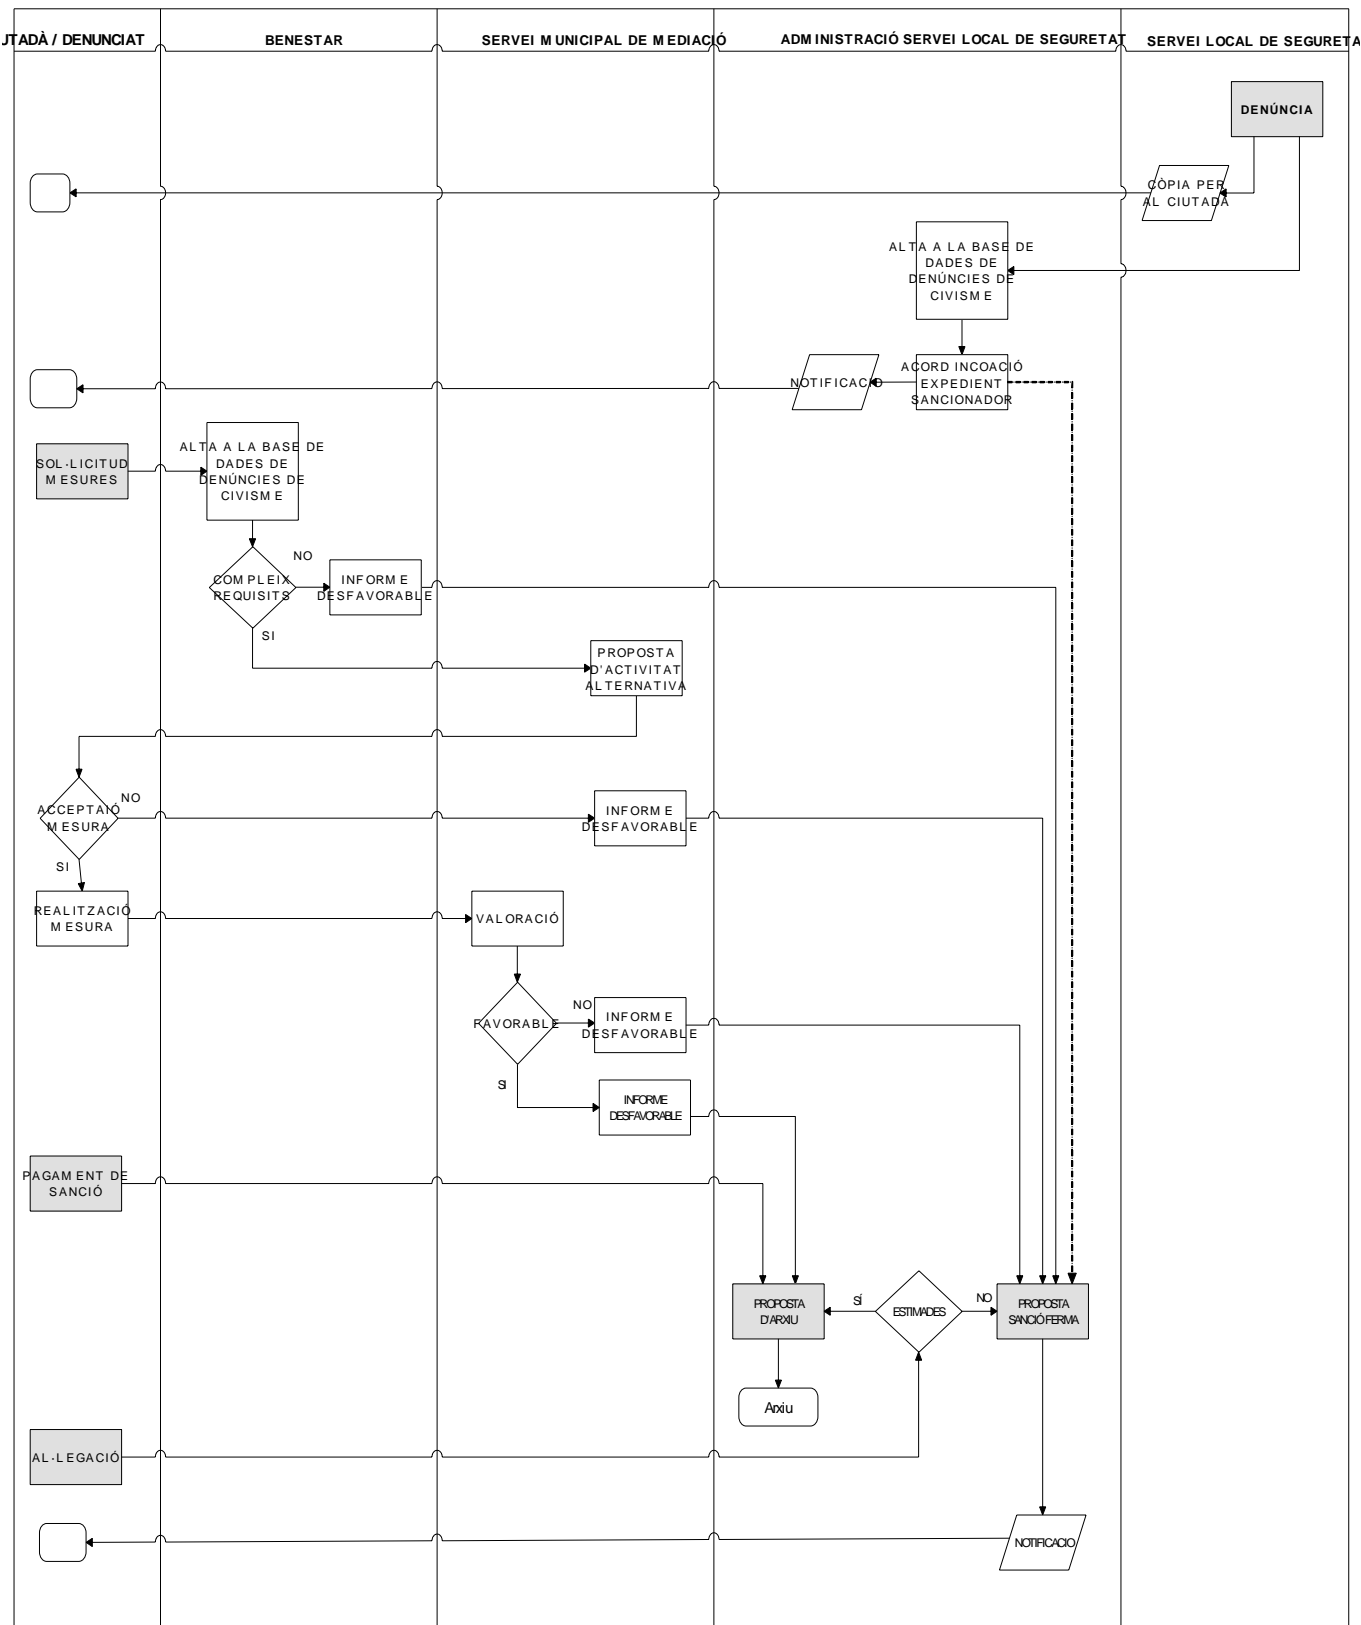 JTADÀ / DENUNCIAT
BENESTAR
SERVEI MUNICIPAL DE MEDIACIÓ
ADMINISTRACIÓ SERVEI LOCAL DE SEGURETAT
SERVEI LOCAL DE SEGURETA
DENÚNCIA
CÒPIA PER
AL CIUTADÀ
ALTA A LA BASE DE
DADES DE
DENÚNCIES DE
CIVISME
NOTIFICACIÓ
ACORD INCOACIÓ
EXPEDIENT
SANCIONADOR
SOL·LICITUD
MESURES
ALTA A LA BASE DE
DADES DE
DENÚNCIES DE
CIVISME
COMPLEIX
REQUISITS
NO
INFORME
DESFAVORABLE
SI
PROPOSTA
D'ACTIVITAT
ALTERNATIVA
ACCEPTAIÓ
MESURA
NO
INFORME
DESFAVORABLE
SI
REALITZACIÓ
MESURA
VALORACIÓ
FAVORABLE
NO
INFORME
DESFAVORABLE
SI
INFORME
DESFAVORABLE
PAGAMENT DE
SANCIÓ
PROPOSTA
D'ARXIU
SÍ
ESTIMADES
NO
PROPOSTA
SANCIÓ FERMA
Arxiu
AL·LEGACIÓ
NOTIFICACIO